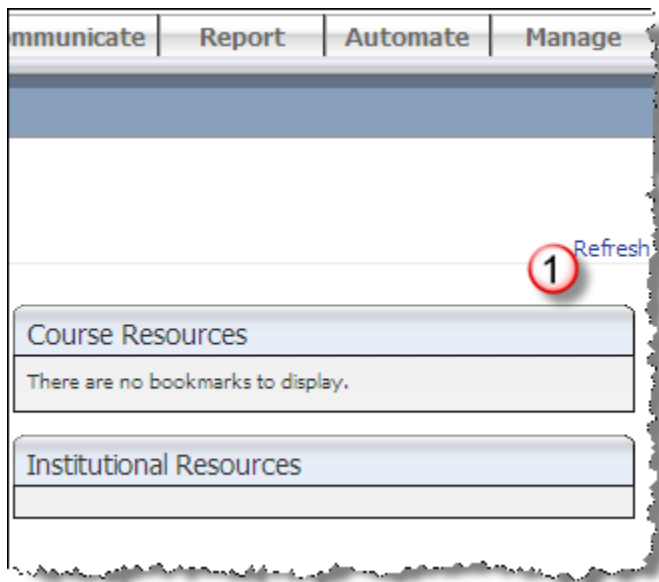 mmunicate Report Automate Manage
Refresh
1
Course Resources
There are no bookmarks to display.
Institutional Resources